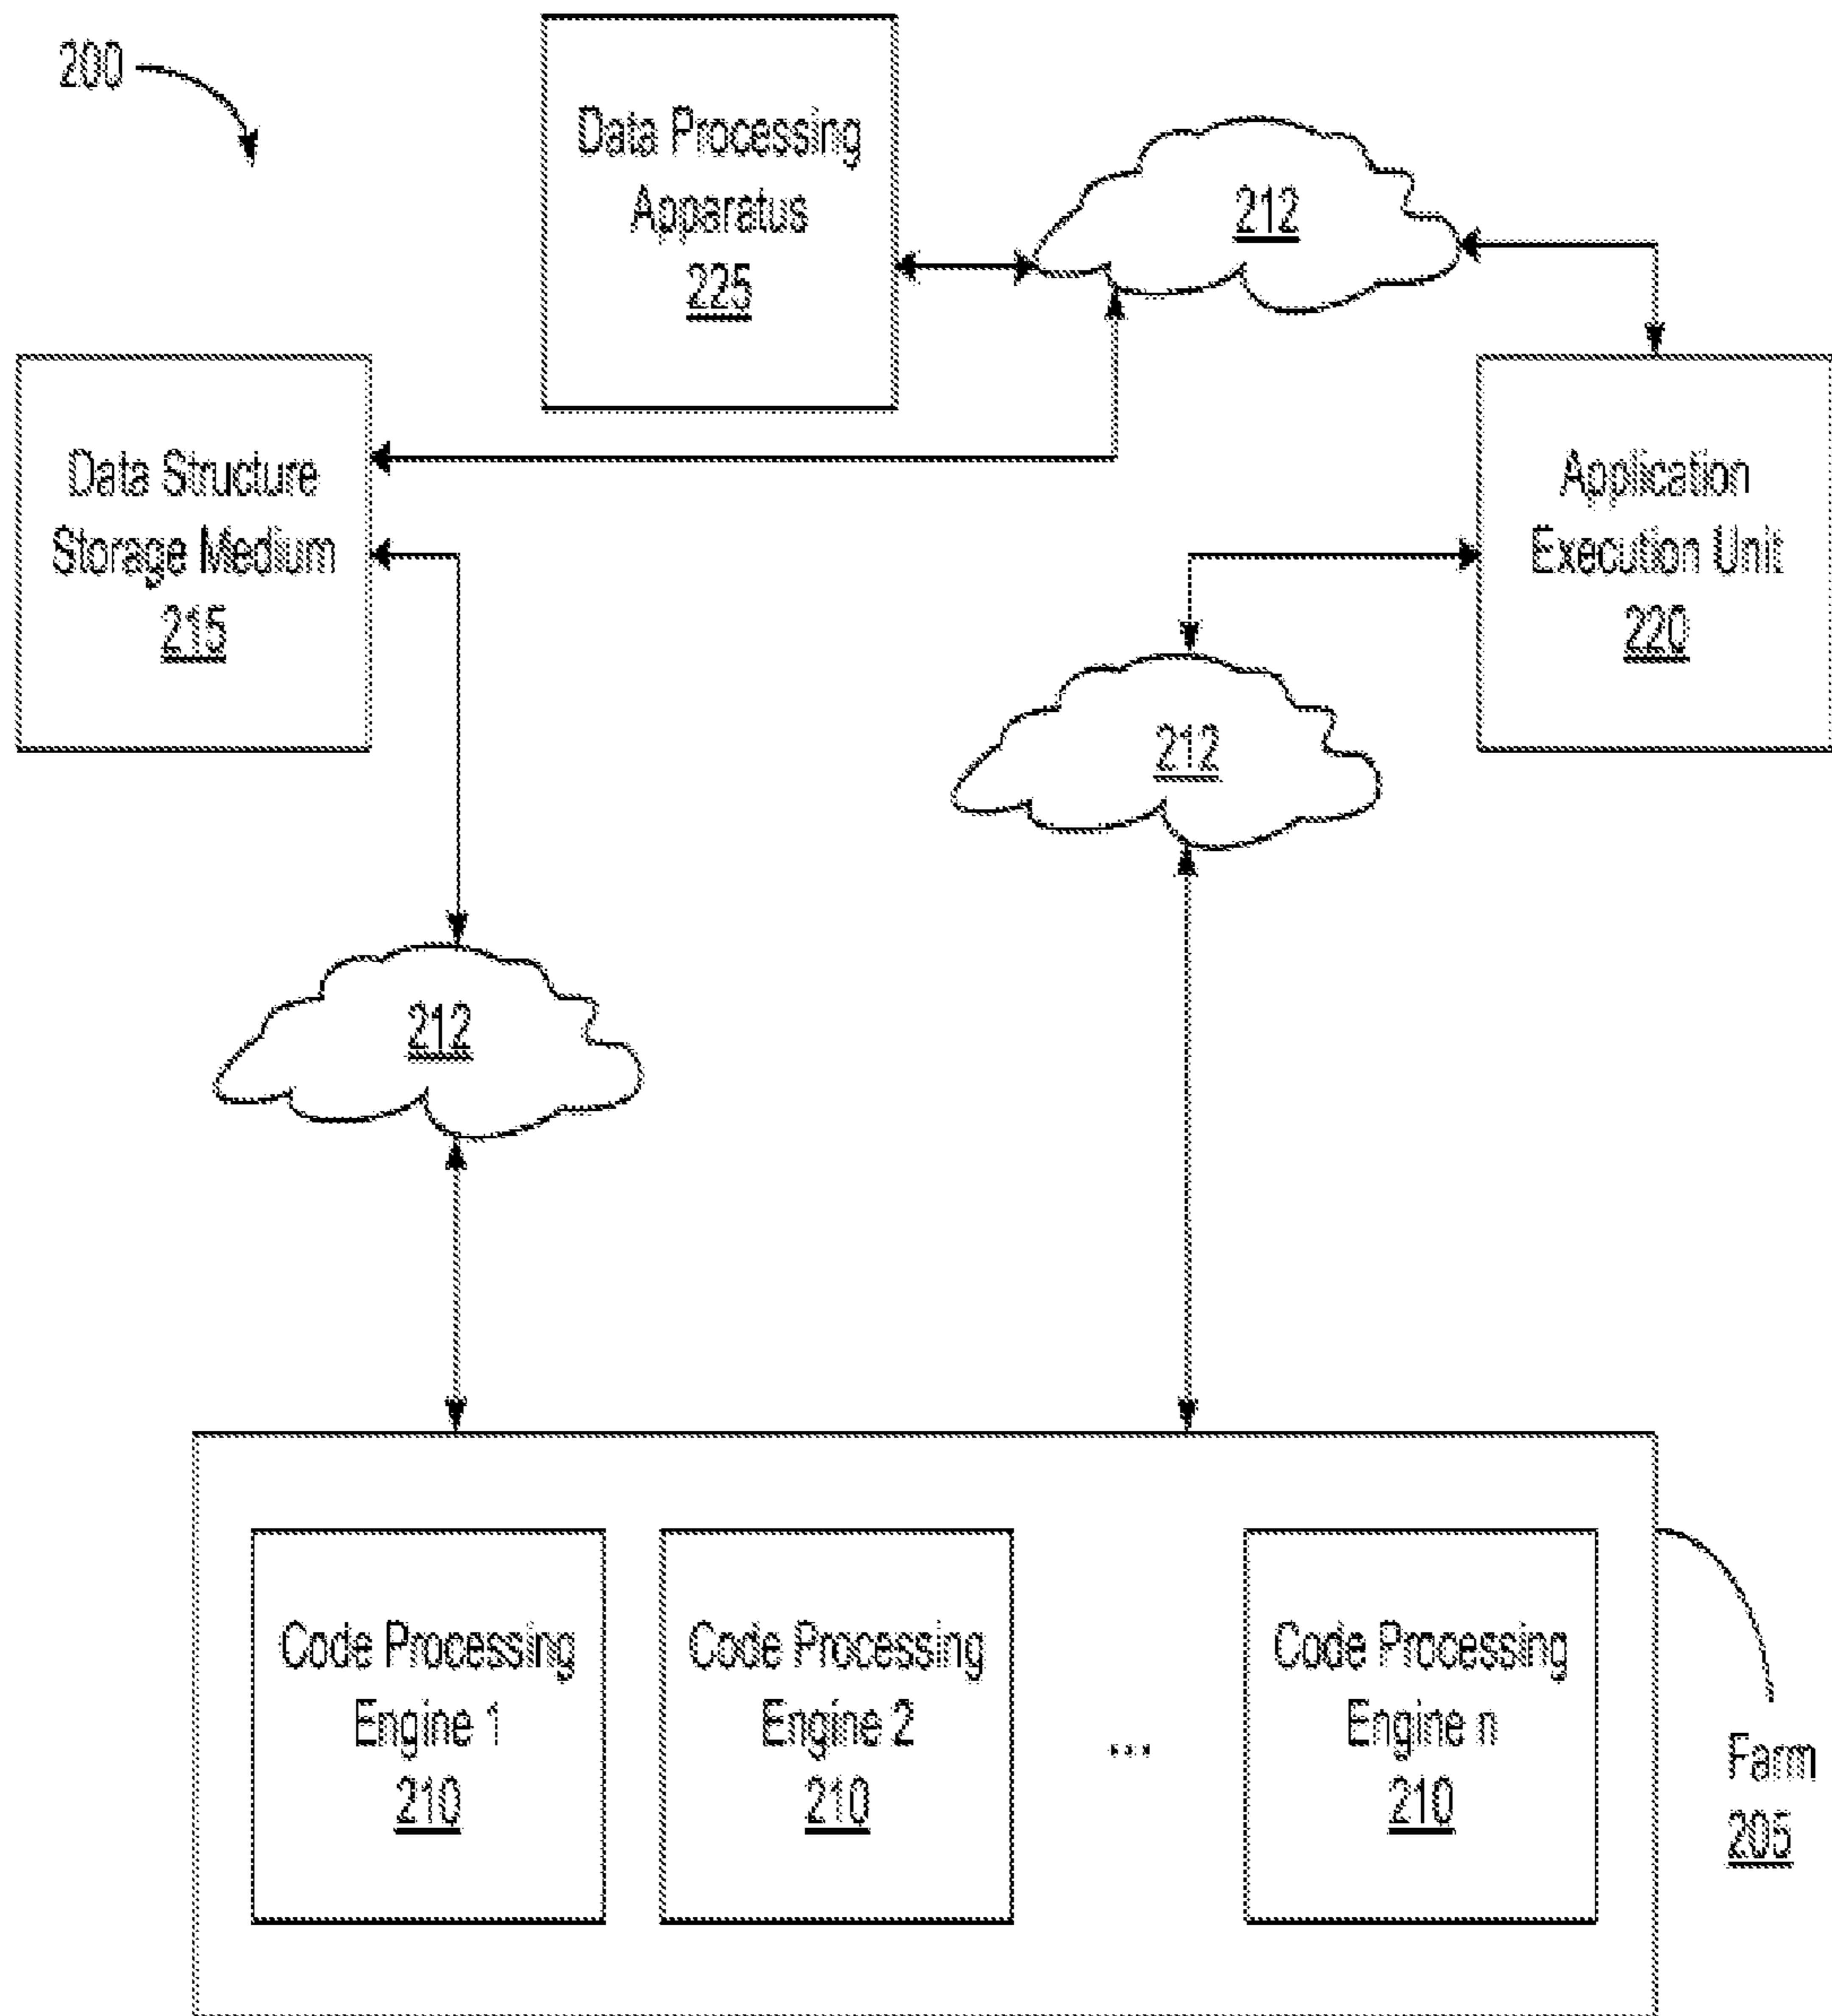 200
Data Processing
Apparatus
225
212
Data Structure
Storage Medium
215
Application
Execution Unit
220
212
212
Code Processing
Engine 1
210
Code Processing
Engine 2
210
...
Code Processing
Engine n
210
Farm
205